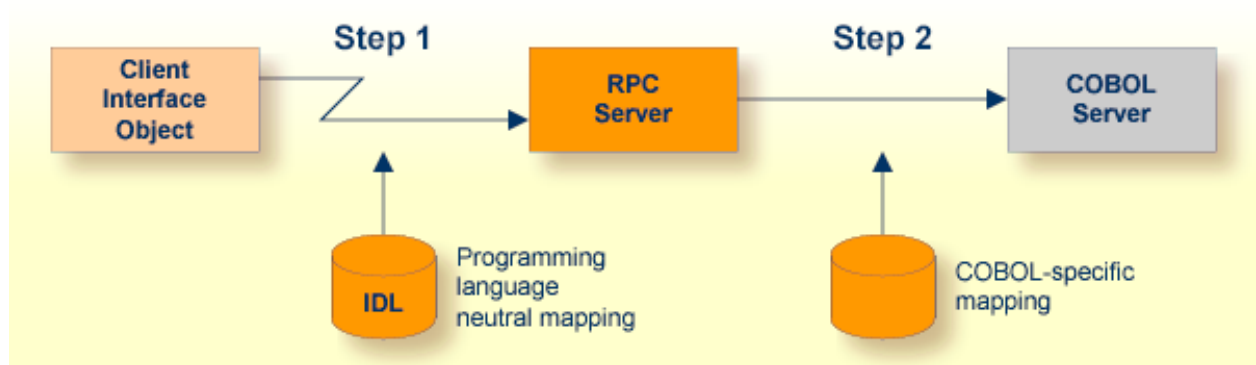 Step 1
Step 2
Client
Interface
Object
RPC
Server
COBOL
Server
IDL
Programming
language
neutral mapping
COBOL-specific
mapping